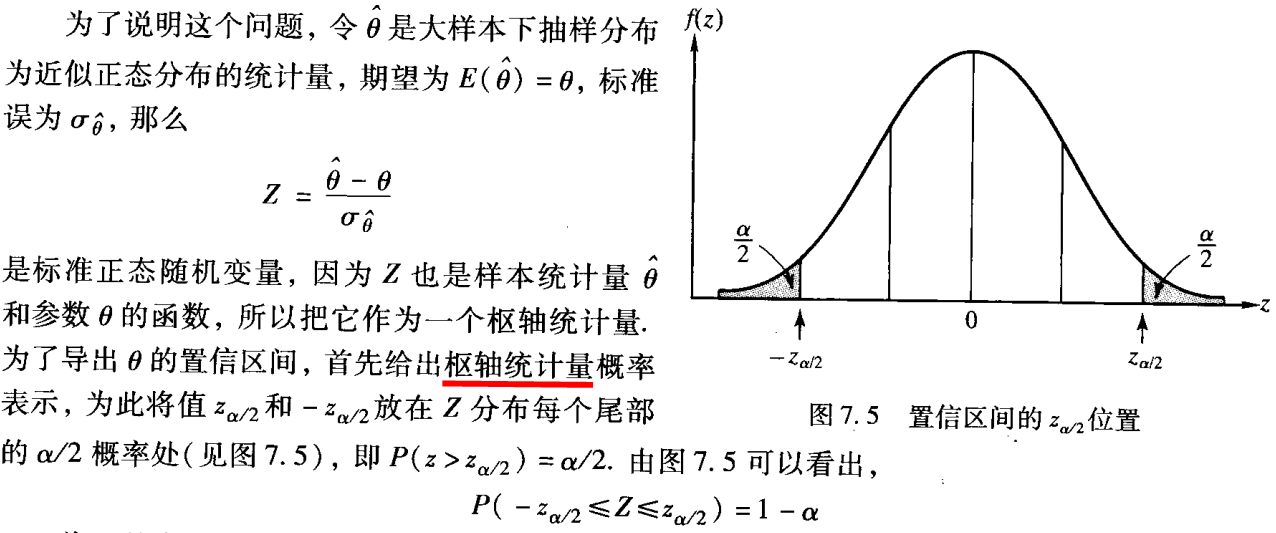 为了说明这个问题，令 θ̂ 是大样本下抽样分布
为近似正态分布的统计量，期望为 E(θ̂) = θ，标准
误为 σ_θ̂，那么
Z = (θ̂ − θ) / σ_θ̂
是标准正态随机变量，因为 Z 也是样本统计量 θ̂
和参数 θ 的函数，所以把它作为一个枢轴统计量.
为了导出 θ 的置信区间，首先给出枢轴统计量概率
表示，为此将值 z_{α/2} 和 − z_{α/2} 放在 Z 分布每个尾部
f(z)
α/2
α/2
0
z
− z_{α/2}
z_{α/2}
图 7.5 置信区间的 z_{α/2} 位置
的 α/2 概率处(见图 7.5)，即 P(z > z_{α/2}) = α/2. 由图 7.5 可以看出，
P( − z_{α/2} ≤ Z ≤ z_{α/2} ) = 1 − α